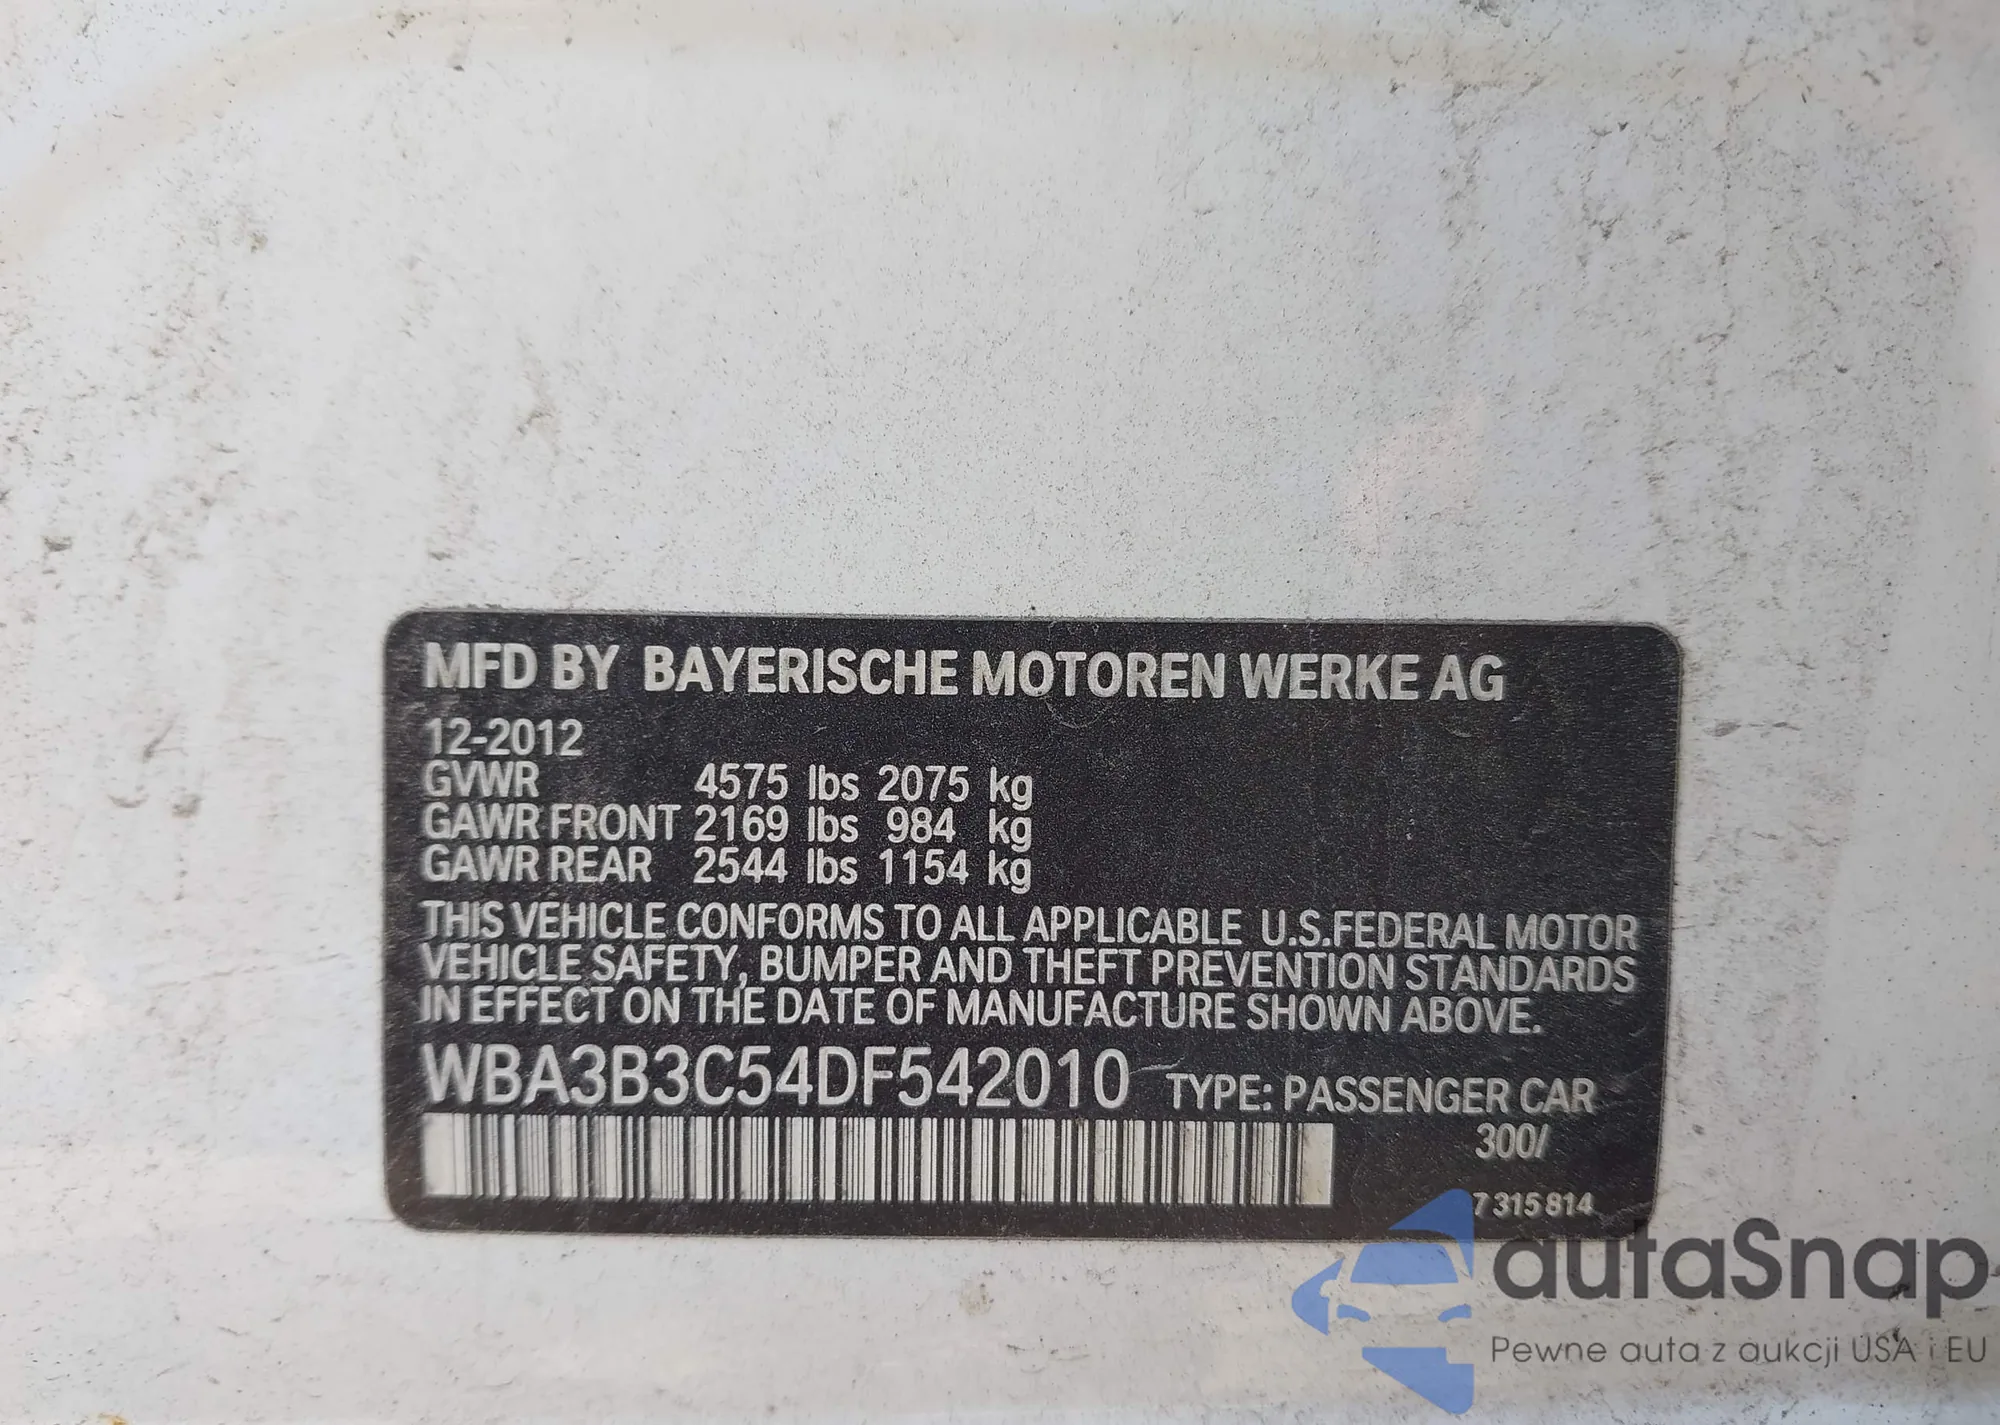 MFD BY BAYERISCHE MOTOREN WERKE AG
12-2012
GVWR 4575 lbs 2075 kg
GAWR FRONT 2169 lbs 984 kg
GAWR REAR 2544 lbs 1154 kg
THIS VEHICLE CONFORMS TO ALL APPLICABLE U.S.FEDERAL MOTOR
VEHICLE SAFETY, BUMPER AND THEFT PREVENTION STANDARDS
IN EFFECT ON THE DATE OF MANUFACTURE SHOWN ABOVE.
WBA3B3C54DF542010 TYPE: PASSENGER CAR
300/
7 315 814
autaSnap
Pewne auta z aukcji USA i EU